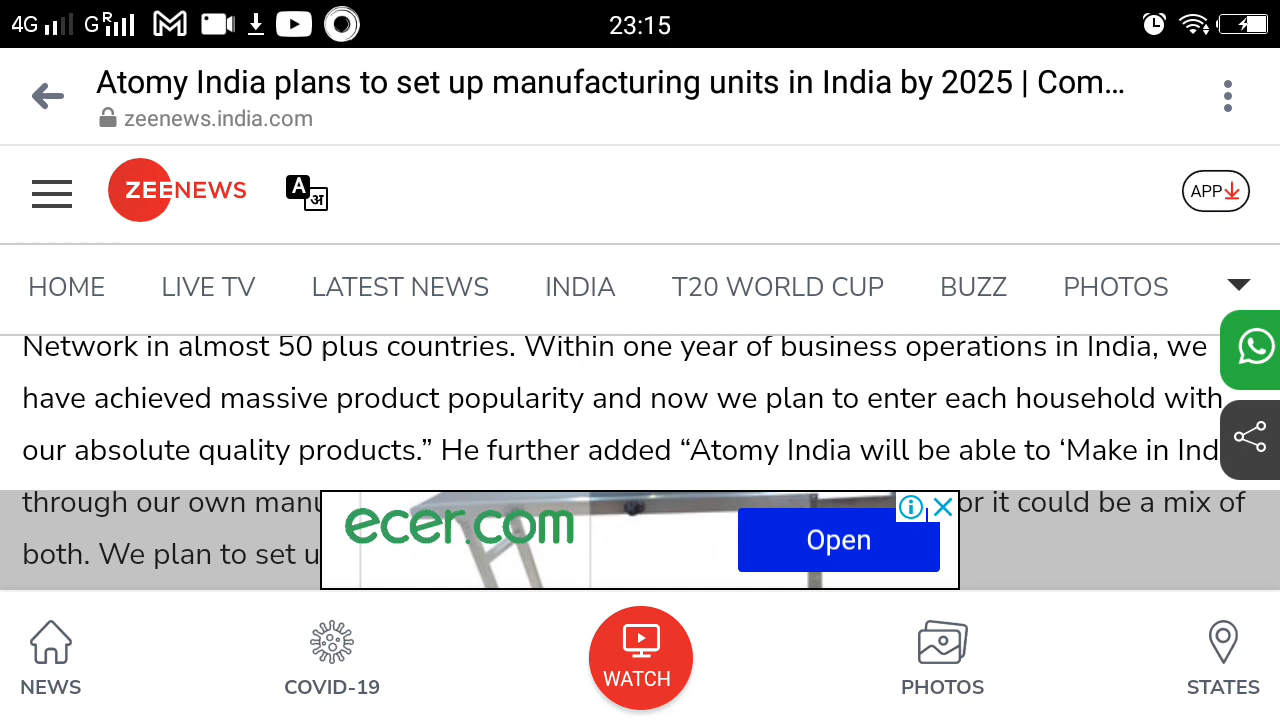 4G G R 23:15
Atomy India plans to set up manufacturing units in India by 2025 | Com...
zeenews.india.com
ZEENEWS A अ APP
HOME LIVE TV LATEST NEWS INDIA T20 WORLD CUP BUZZ PHOTOS
Network in almost 50 plus countries. Within one year of business operations in India, we
have achieved massive product popularity and now we plan to enter each household with
our absolute quality products.” He further added “Atomy India will be able to ‘Make in Ind
through our own manu or it could be a mix of
both. We plan to set u
ecer.com Open
NEWS COVID-19 WATCH PHOTOS STATES